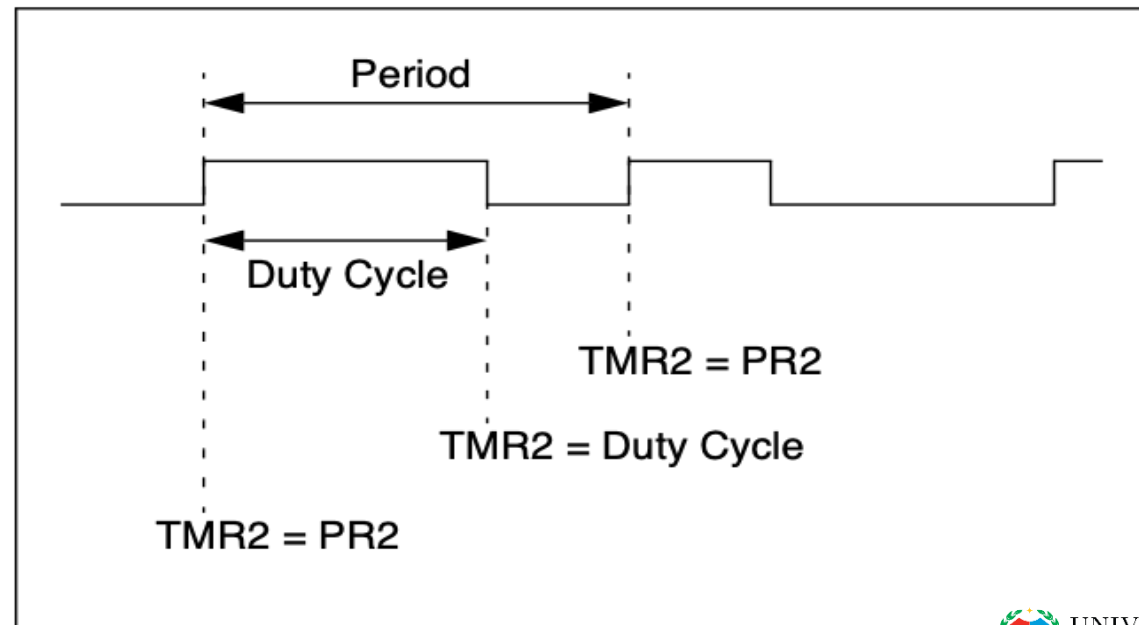 Period
Duty Cycle
TMR2 = PR2
TMR2 = Duty Cycle
TMR2 = PR2